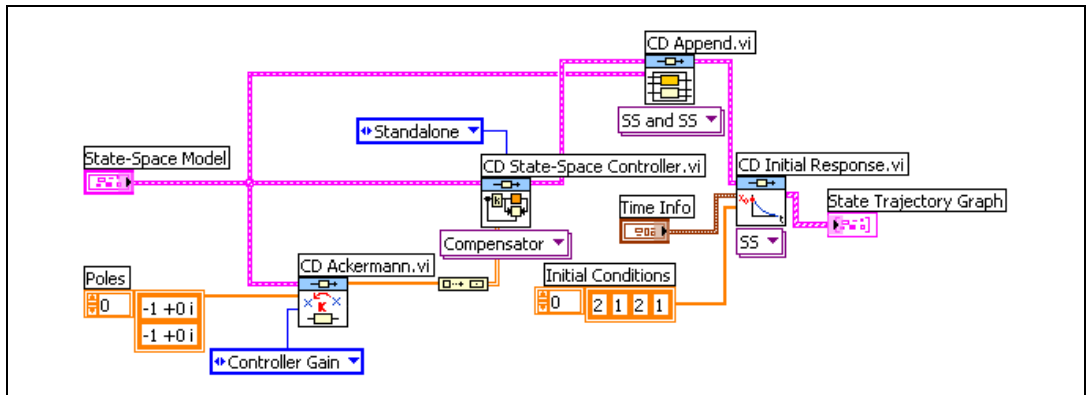 CD Append.vi
SS and SS
Standalone
State-Space Model
CD State-Space Controller.vi
CD Initial Response.vi
Time Info
State Trajectory Graph
Compensator
SS
CD Ackermann.vi
Poles
Initial Conditions
0
-1 +0 i
-1 +0 i
0
2 1 2 1
Controller Gain